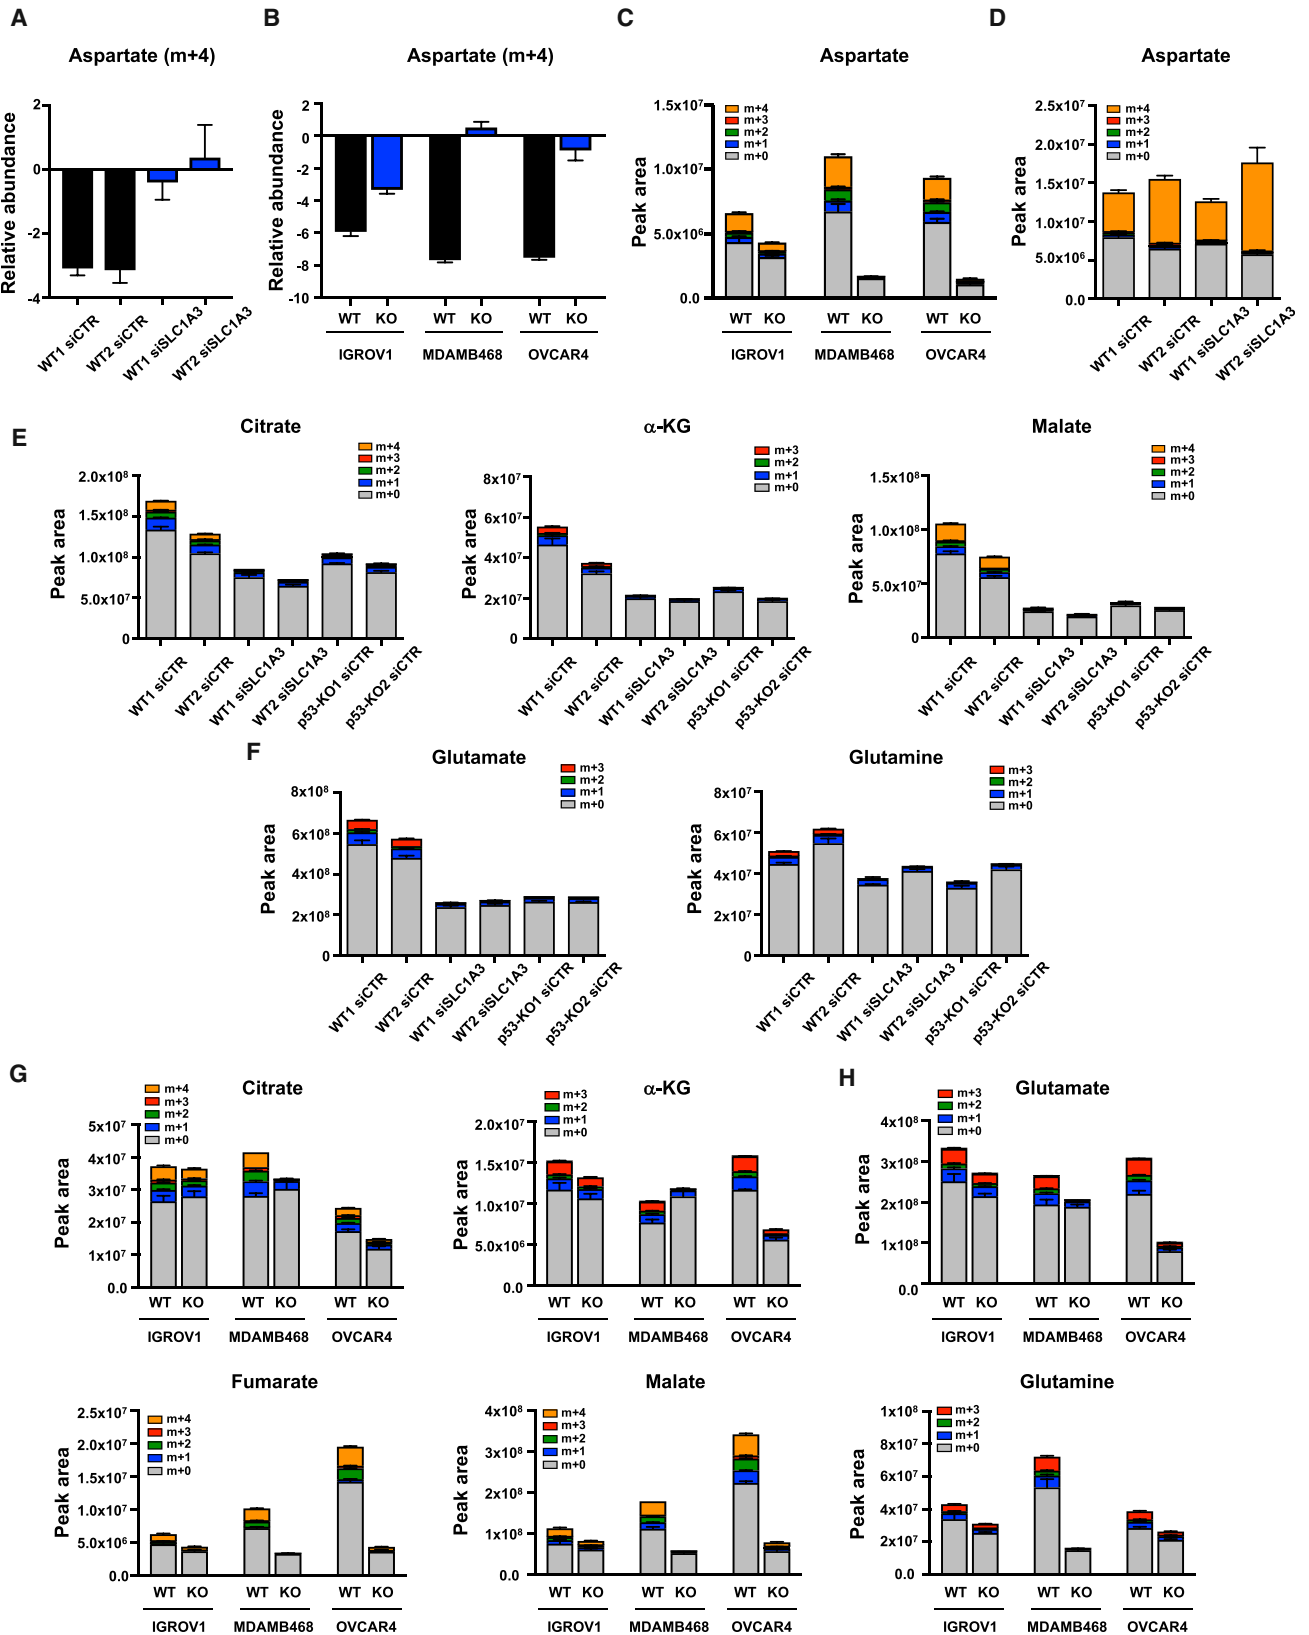 A
Aspartate (m+4)
Relative abundance
2
0
-2
-4
WT1 siCTR
WT2 siCTR
WT1 siSLC1A3
WT2 siSLC1A3
B
Aspartate (m+4)
Relative abundance
2
0
-2
-4
-6
-8
-10
WT KO WT KO WT KO
IGROV1 MDAMB468 OVCAR4
C
Aspartate
Peak area
1.5x10⁷
1.0x10⁷
5.0x10⁶
0.0
m+4
m+3
m+2
m+1
m+0
WT KO WT KO WT KO
IGROV1 MDAMB468 OVCAR4
D
Aspartate
Peak area
2.5x10⁷
2.0x10⁷
1.5x10⁷
1.0x10⁷
5.0x10⁶
0.0
m+4
m+3
m+2
m+1
m+0
WT1 siCTR
WT2 siCTR
WT1 siSLC1A3
WT2 siSLC1A3
E
Citrate
Peak area
2.0x10⁸
1.5x10⁸
1.0x10⁸
5.0x10⁷
0
m+4
m+3
m+2
m+1
m+0
WT1 siCTR
WT2 siCTR
WT1 siSLC1A3
WT2 siSLC1A3
p53-KO1 siCTR
p53-KO2 siCTR
α-KG
Peak area
8x10⁷
6x10⁷
4x10⁷
2x10⁷
0
m+3
m+2
m+1
m+0
WT1 siCTR
WT2 siCTR
WT1 siSLC1A3
WT2 siSLC1A3
p53-KO1 siCTR
p53-KO2 siCTR
Malate
Peak area
1.5x10⁸
1.0x10⁸
5.0x10⁷
0
m+4
m+3
m+2
m+1
m+0
WT1 siCTR
WT2 siCTR
WT1 siSLC1A3
WT2 siSLC1A3
p53-KO1 siCTR
p53-KO2 siCTR
F
Glutamate
Peak area
8x10⁸
6x10⁸
4x10⁸
2x10⁸
0
m+3
m+2
m+1
m+0
WT1 siCTR
WT2 siCTR
WT1 siSLC1A3
WT2 siSLC1A3
p53-KO1 siCTR
p53-KO2 siCTR
Glutamine
Peak area
8x10⁷
6x10⁷
4x10⁷
2x10⁷
0
m+3
m+2
m+1
m+0
WT1 siCTR
WT2 siCTR
WT1 siSLC1A3
WT2 siSLC1A3
p53-KO1 siCTR
p53-KO2 siCTR
G
Citrate
Peak area
5x10⁷
4x10⁷
3x10⁷
2x10⁷
1x10⁷
0.0
m+4
m+3
m+2
m+1
m+0
WT KO WT KO WT KO
IGROV1 MDAMB468 OVCAR4
α-KG
Peak area
2.0x10⁷
1.5x10⁷
1.0x10⁷
5.0x10⁶
0.0
m+3
m+2
m+1
m+0
WT KO WT KO WT KO
IGROV1 MDAMB468 OVCAR4
H
Glutamate
Peak area
4x10⁸
3x10⁸
2x10⁸
1x10⁸
0.0
m+3
m+2
m+1
m+0
WT KO WT KO WT KO
IGROV1 MDAMB468 OVCAR4
Fumarate
Peak area
2.5x10⁷
2.0x10⁷
1.5x10⁷
1.0x10⁷
5.0x10⁶
0.0
m+4
m+3
m+2
m+1
m+0
WT KO WT KO WT KO
IGROV1 MDAMB468 OVCAR4
Malate
Peak area
4x10⁸
3x10⁸
2x10⁸
1x10⁸
0.0
m+4
m+3
m+2
m+1
m+0
WT KO WT KO WT KO
IGROV1 MDAMB468 OVCAR4
Glutamine
Peak area
1x10⁸
8x10⁷
6x10⁷
4x10⁷
2x10⁷
0.0
m+3
m+2
m+1
m+0
WT KO WT KO WT KO
IGROV1 MDAMB468 OVCAR4